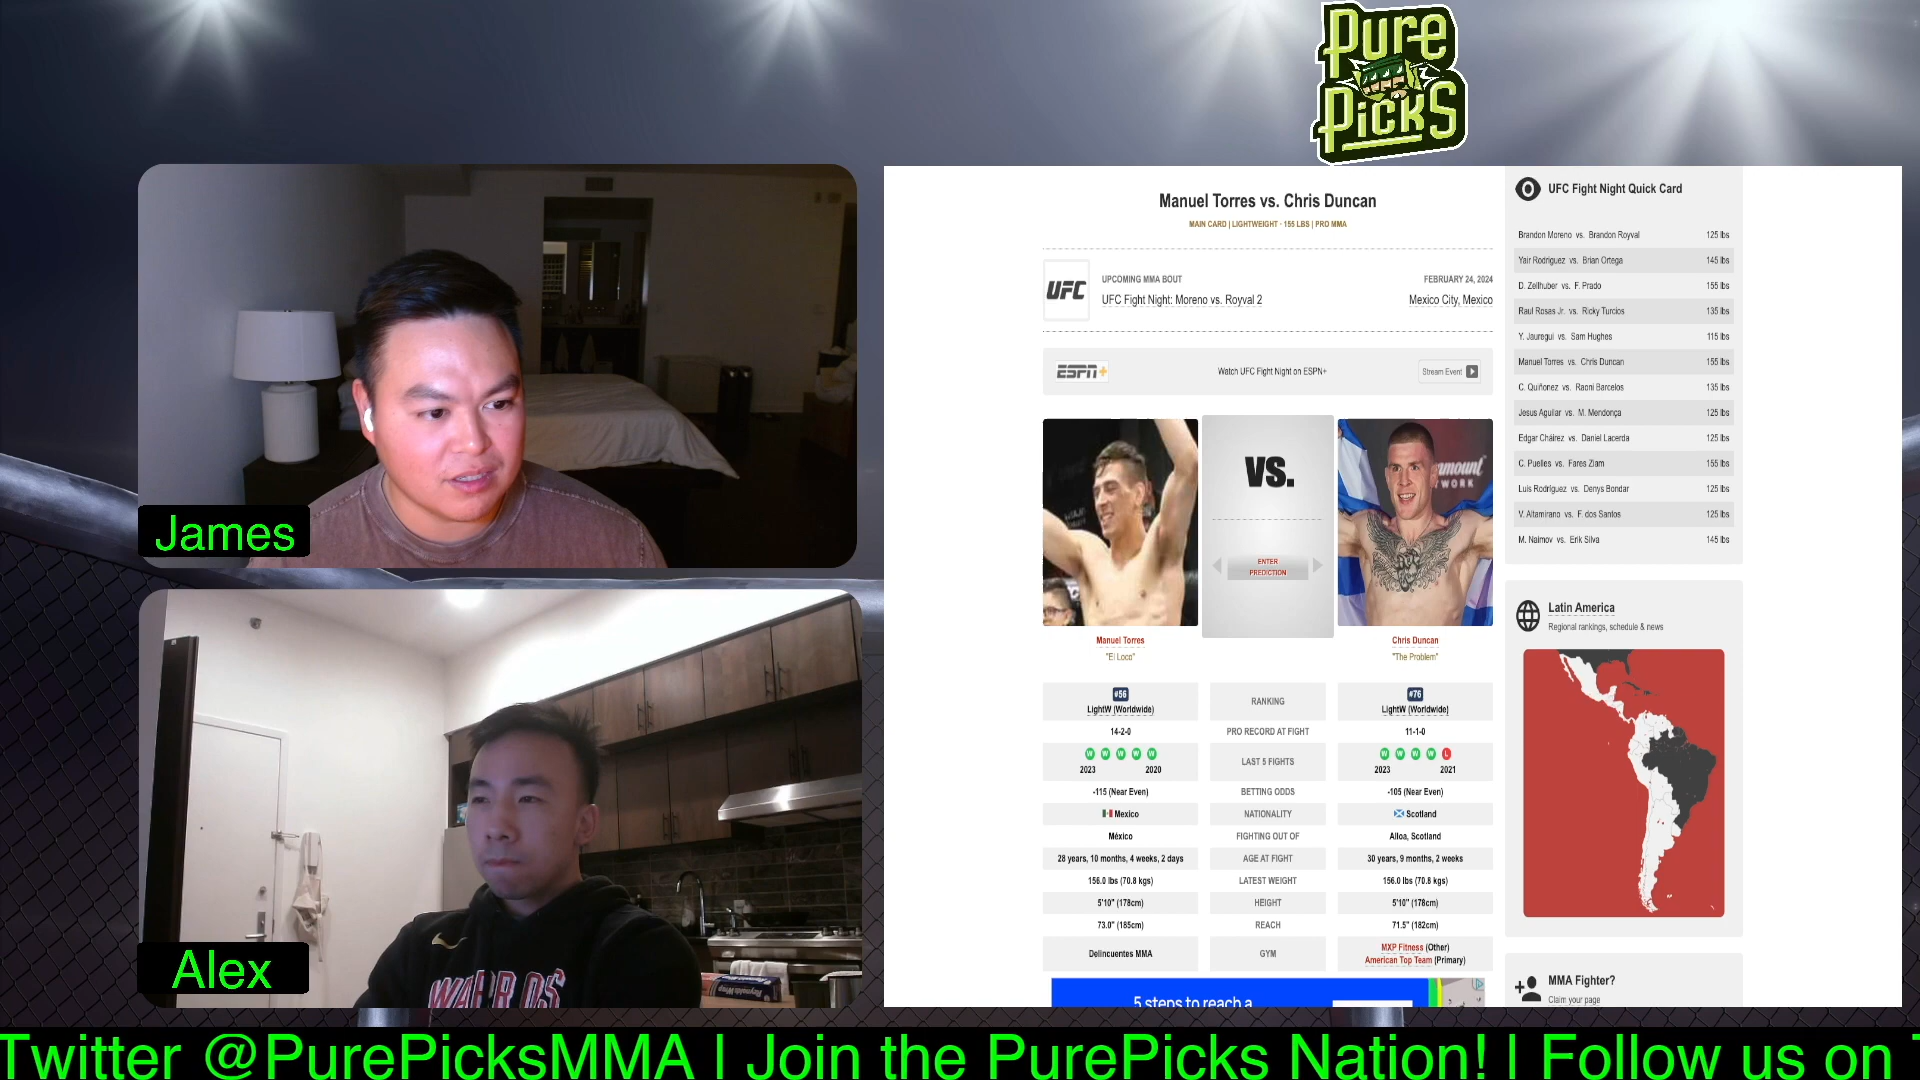 Pure
Picks
James
Alex
WARRIORS
Manuel Torres vs. Chris Duncan
MAIN CARD | LIGHTWEIGHT · 155 LBS | PRO MMA
UFC
UPCOMING MMA BOUT
FEBRUARY 24, 2024
UFC Fight Night: Moreno vs. Royval 2
Mexico City, Mexico
ESPN+
Watch UFC Fight Night on ESPN+
Stream Event
VS.
ENTER
PREDICTION
Manuel Torres
"El Loco"
Chris Duncan
"The Problem"
#56
LightW (Worldwide)
RANKING
#76
LightW (Worldwide)
14-2-0
PRO RECORD AT FIGHT
11-1-0
W W W W W
2023 2020
LAST 5 FIGHTS
W W W W L
2023 2021
-115 (Near Even)
BETTING ODDS
-105 (Near Even)
Mexico
NATIONALITY
Scotland
México
FIGHTING OUT OF
Alloa, Scotland
28 years, 10 months, 4 weeks, 2 days
AGE AT FIGHT
30 years, 9 months, 2 weeks
156.0 lbs (70.8 kgs)
LATEST WEIGHT
156.0 lbs (70.8 kgs)
5'10" (178cm)
HEIGHT
5'10" (178cm)
73.0" (185cm)
REACH
71.5" (182cm)
Delincuentes MMA
GYM
MXP Fitness (Other)
American Top Team (Primary)
5 steps to reach a
UFC Fight Night Quick Card
Brandon Moreno vs. Brandon Royval 125 lbs
Yair Rodriguez vs. Brian Ortega 145 lbs
D. Zellhuber vs. F. Prado 155 lbs
Raul Rosas Jr. vs. Ricky Turcios 135 lbs
Y. Jauregui vs. Sam Hughes 115 lbs
Manuel Torres vs. Chris Duncan 155 lbs
C. Quiñonez vs. Raoni Barcelos 135 lbs
Jesus Aguilar vs. M. Mendonça 125 lbs
Edgar Cháirez vs. Daniel Lacerda 125 lbs
C. Puelles vs. Fares Ziam 155 lbs
Luis Rodríguez vs. Denys Bondar 125 lbs
V. Altamirano vs. F. dos Santos 125 lbs
M. Naimov vs. Erik Silva 145 lbs
Latin America
Regional rankings, schedule & news
MMA Fighter?
Claim your page
Twitter @PurePicksMMA | Join the PurePicks Nation! | Follow us on